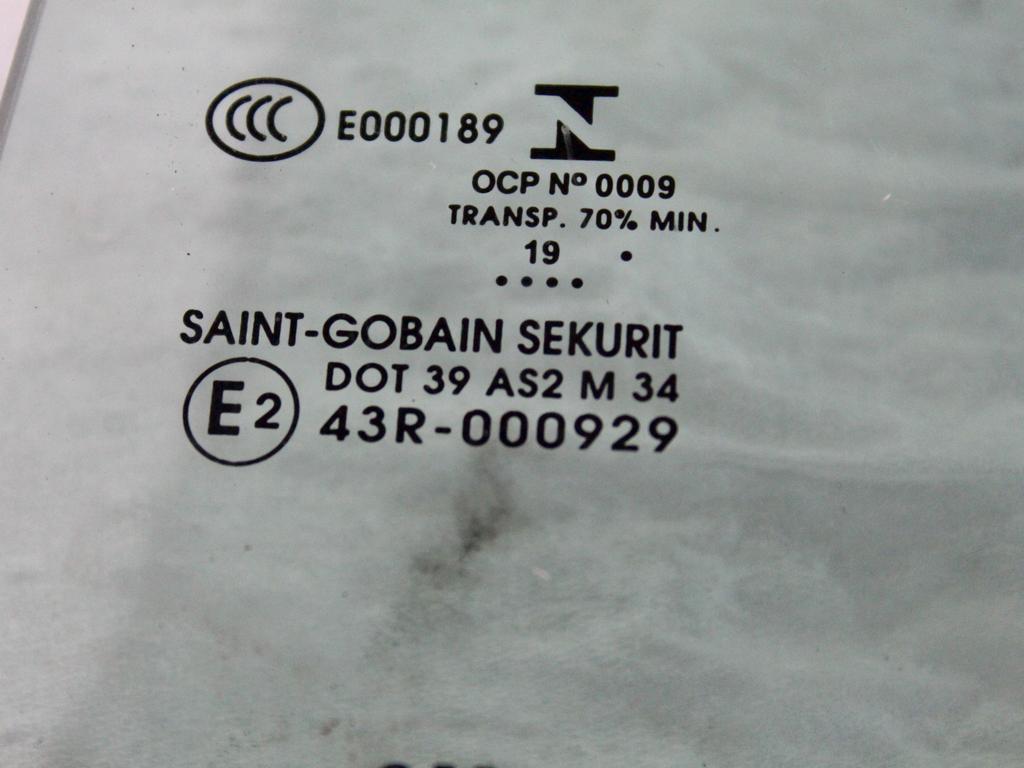 CCC E000189
OCP Nº 0009
TRANSP. 70% MIN.
19 .
....
SAINT-GOBAIN SEKURIT
E2 DOT 39 AS2 M 34
43R-000929